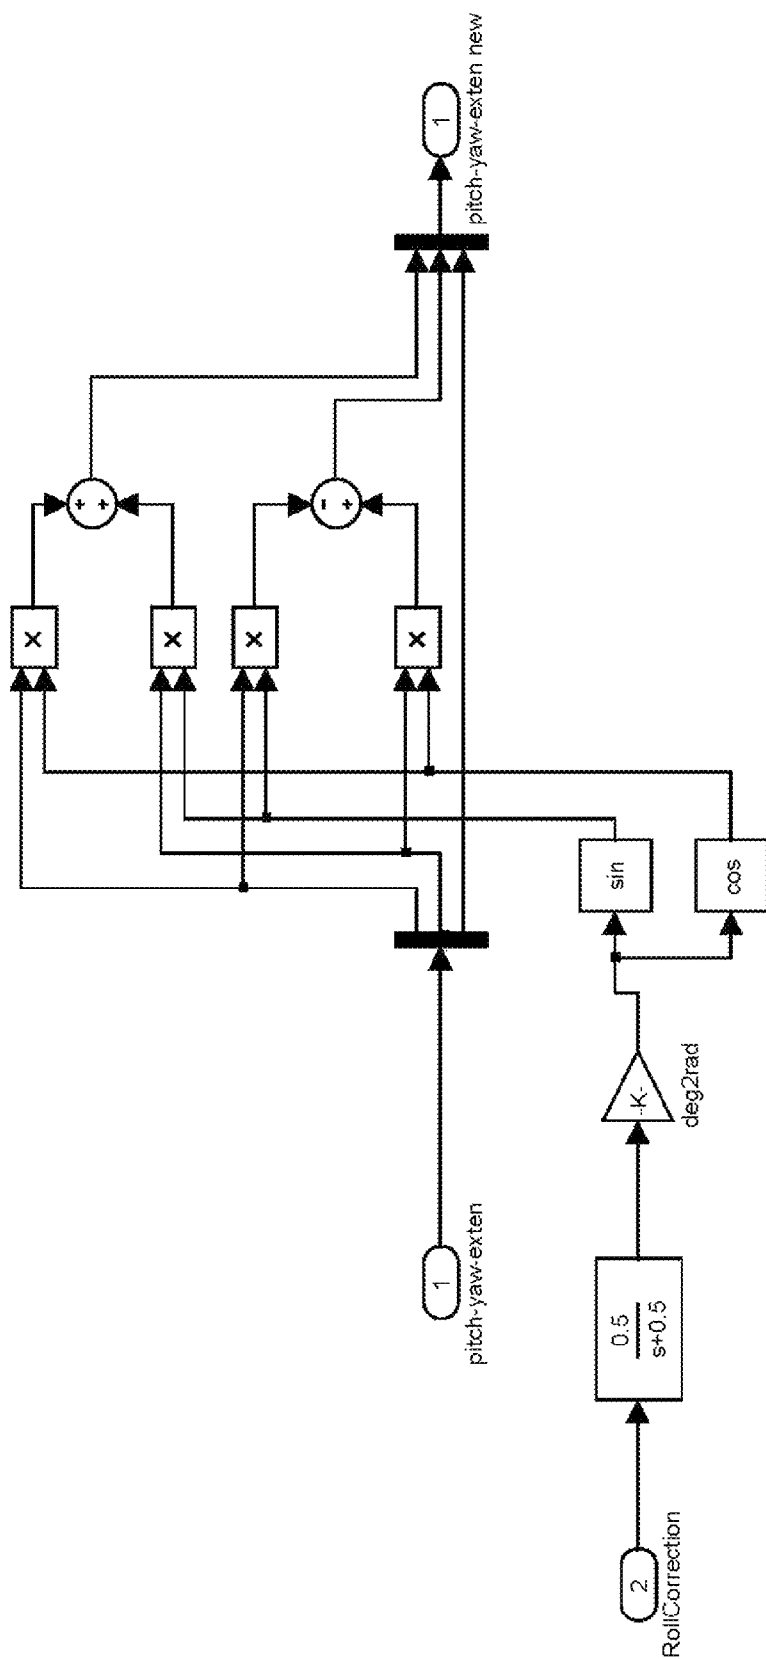 1
pitch-yaw-exten
2
RollCorrection
0.5
s+0.5
-K-
deg2rad
sin
cos
×
×
×
×
+
+
-
+
1
pitch-yaw-exten new